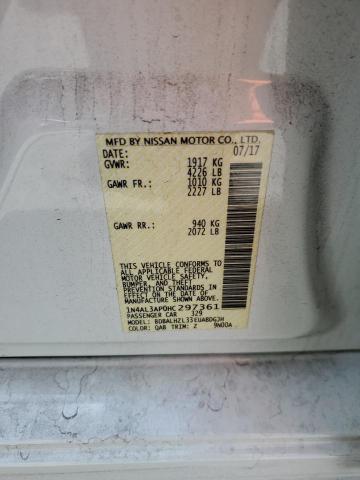 MFD BY NISSAN MOTOR CO., LTD.
DATE: 07/17
GVWR: 1917 KG
4226 LB
GAWR FR.: 1010 KG
2227 LB
GAWR RR.: 940 KG
2072 LB
THIS VEHICLE CONFORMS TO
ALL APPLICABLE FEDERAL
MOTOR VEHICLE SAFETY,
BUMPER, AND THEFT
PREVENTION STANDARDS IN
EFFECT ON THE DATE OF
MANUFACTURE SHOWN ABOVE.
1N4AL3AP0HC297361
PASSENGER CAR 329
MODEL:
COLOR: QAB TRIM: Z